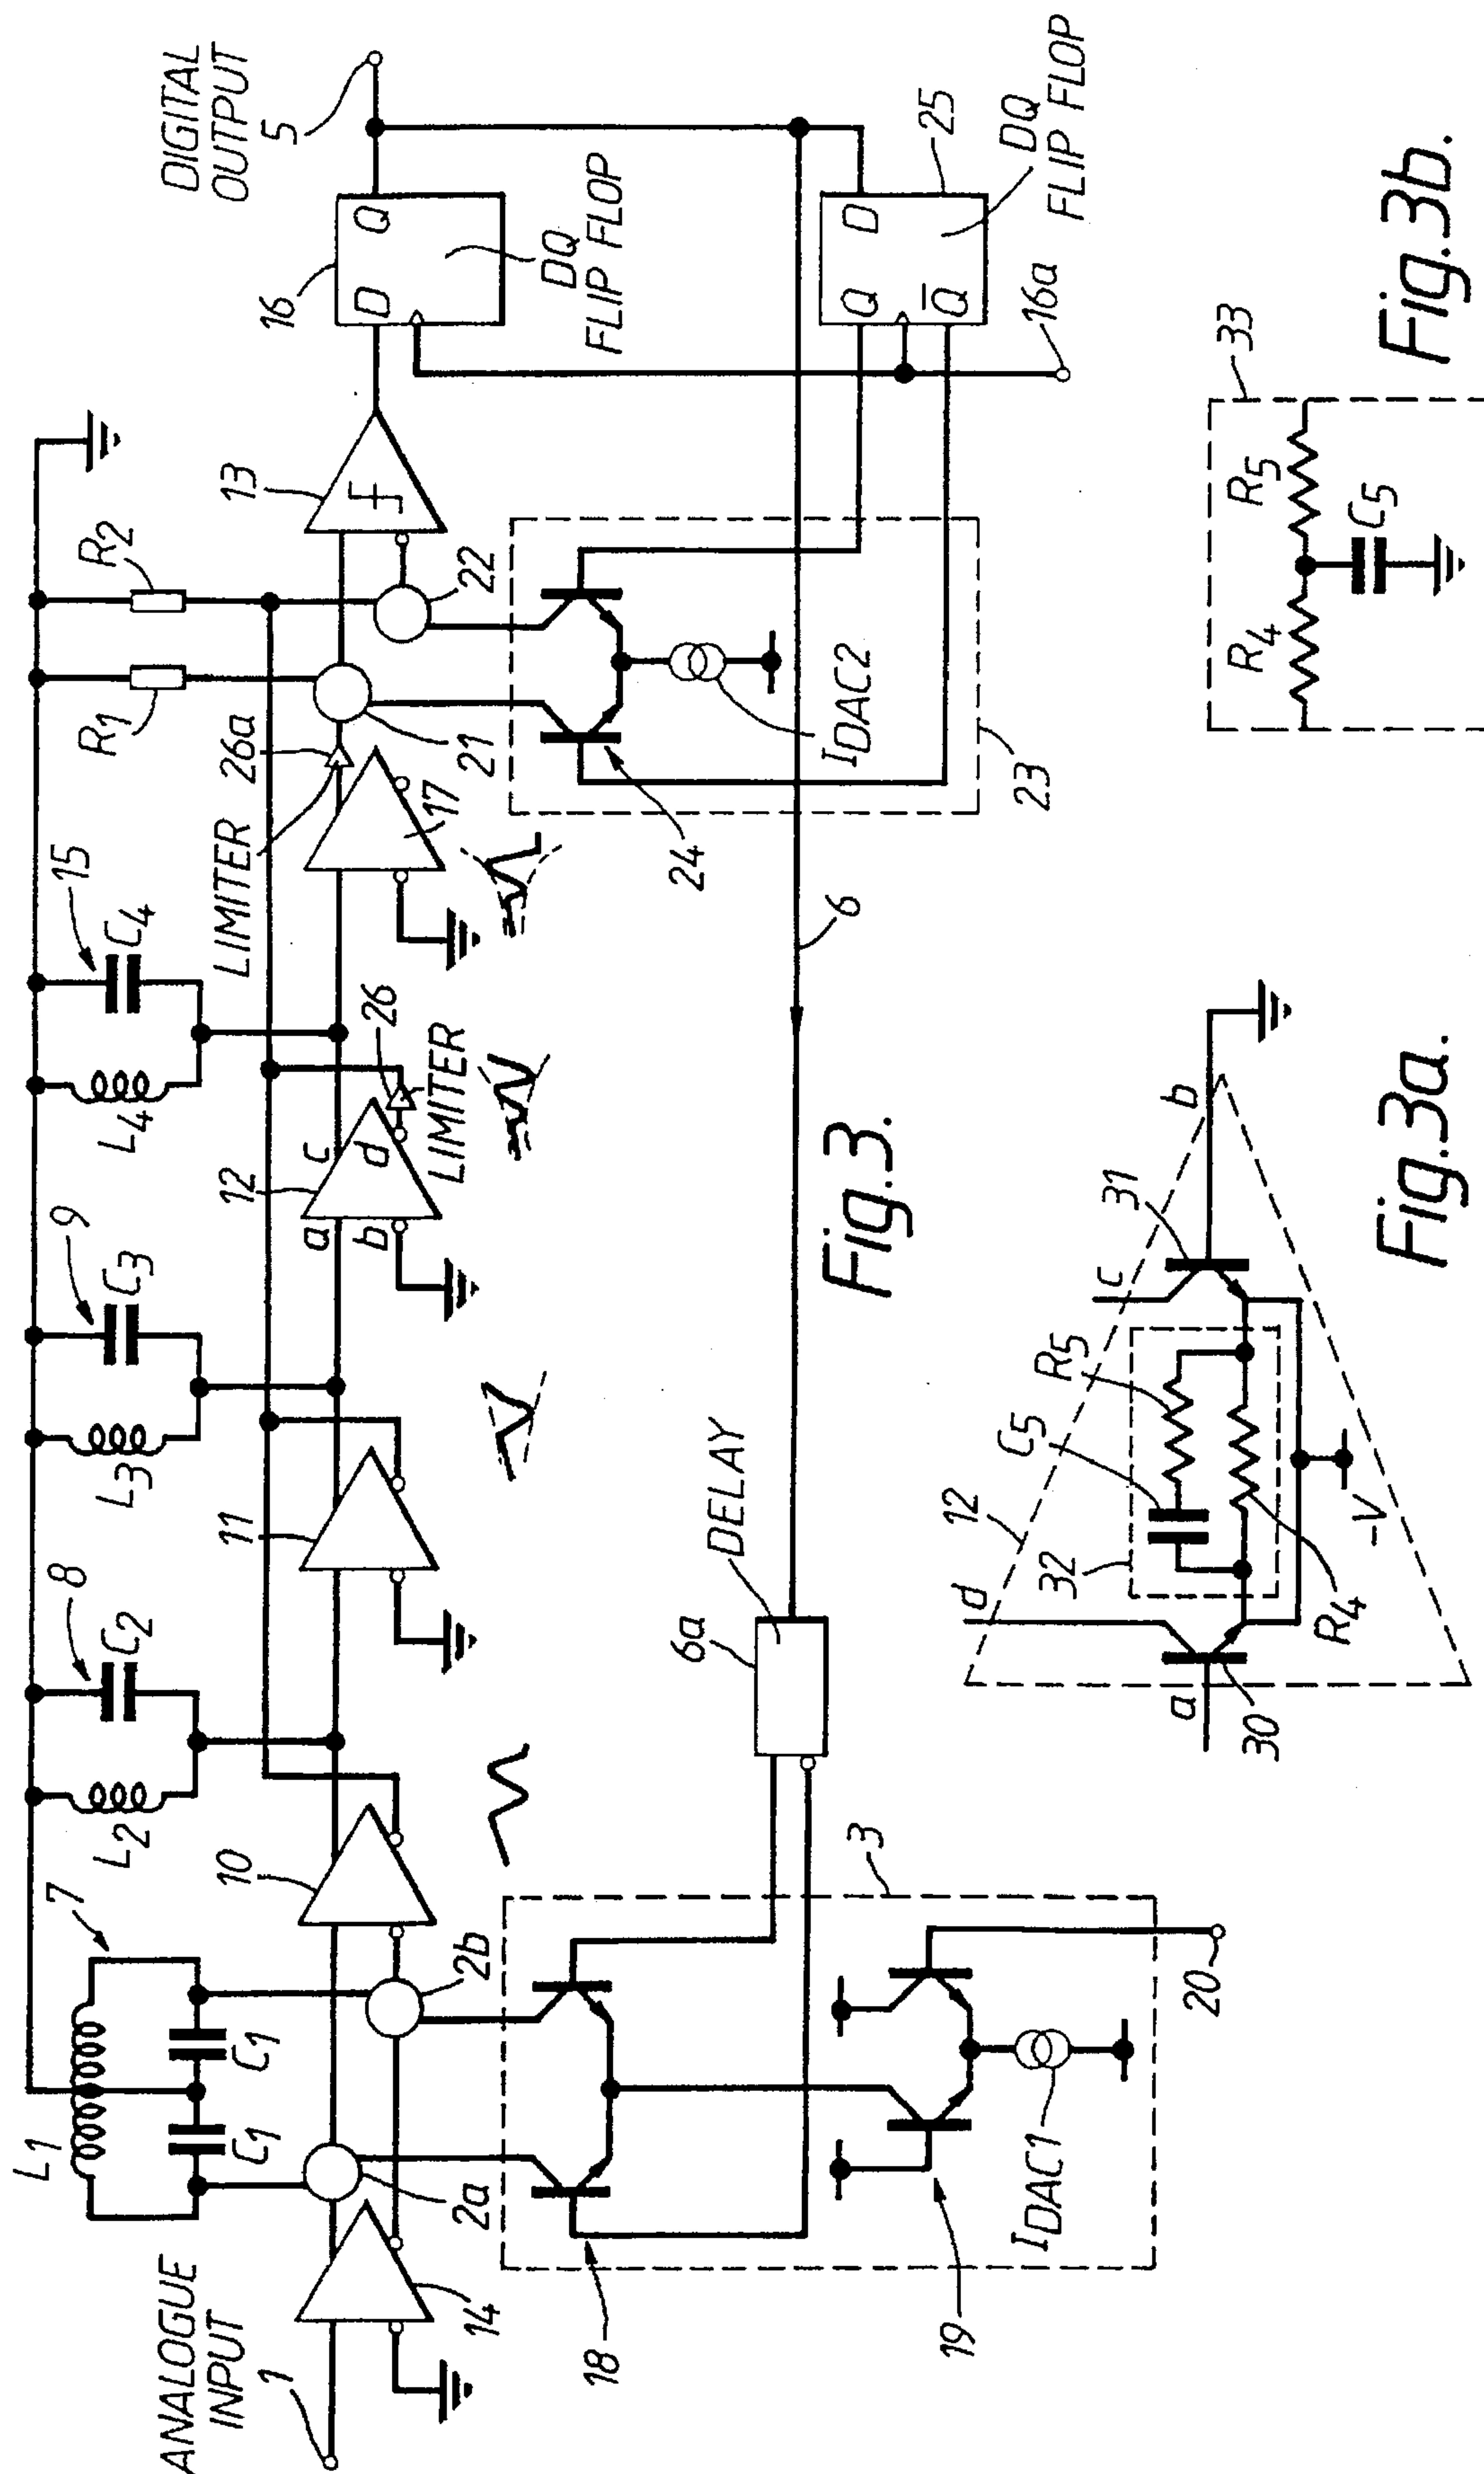 ANALOGUE
INPUT
1
14
L1
C1
C1
7
2a
2b
10
L2
C2
8
11
L3
C3
9
12
a
b
c
d
26
LIMITER
L4
C4
15
LIMITER
26a
17
R1
R2
21
22
13
16
D
Q
DQ
FLIP FLOP
DIGITAL
OUTPUT
5
18
19
IDAC1
20
3
6a
DELAY
6
24
IDAC2
23
Q
D
Q̅
25
DQ
FLIP FLOP
16a
Fig.3.
a
30
d
12
32
C5
R5
R4
-V
c
31
b
Fig.3a.
R4
R5
C5
33
Fig.3b.